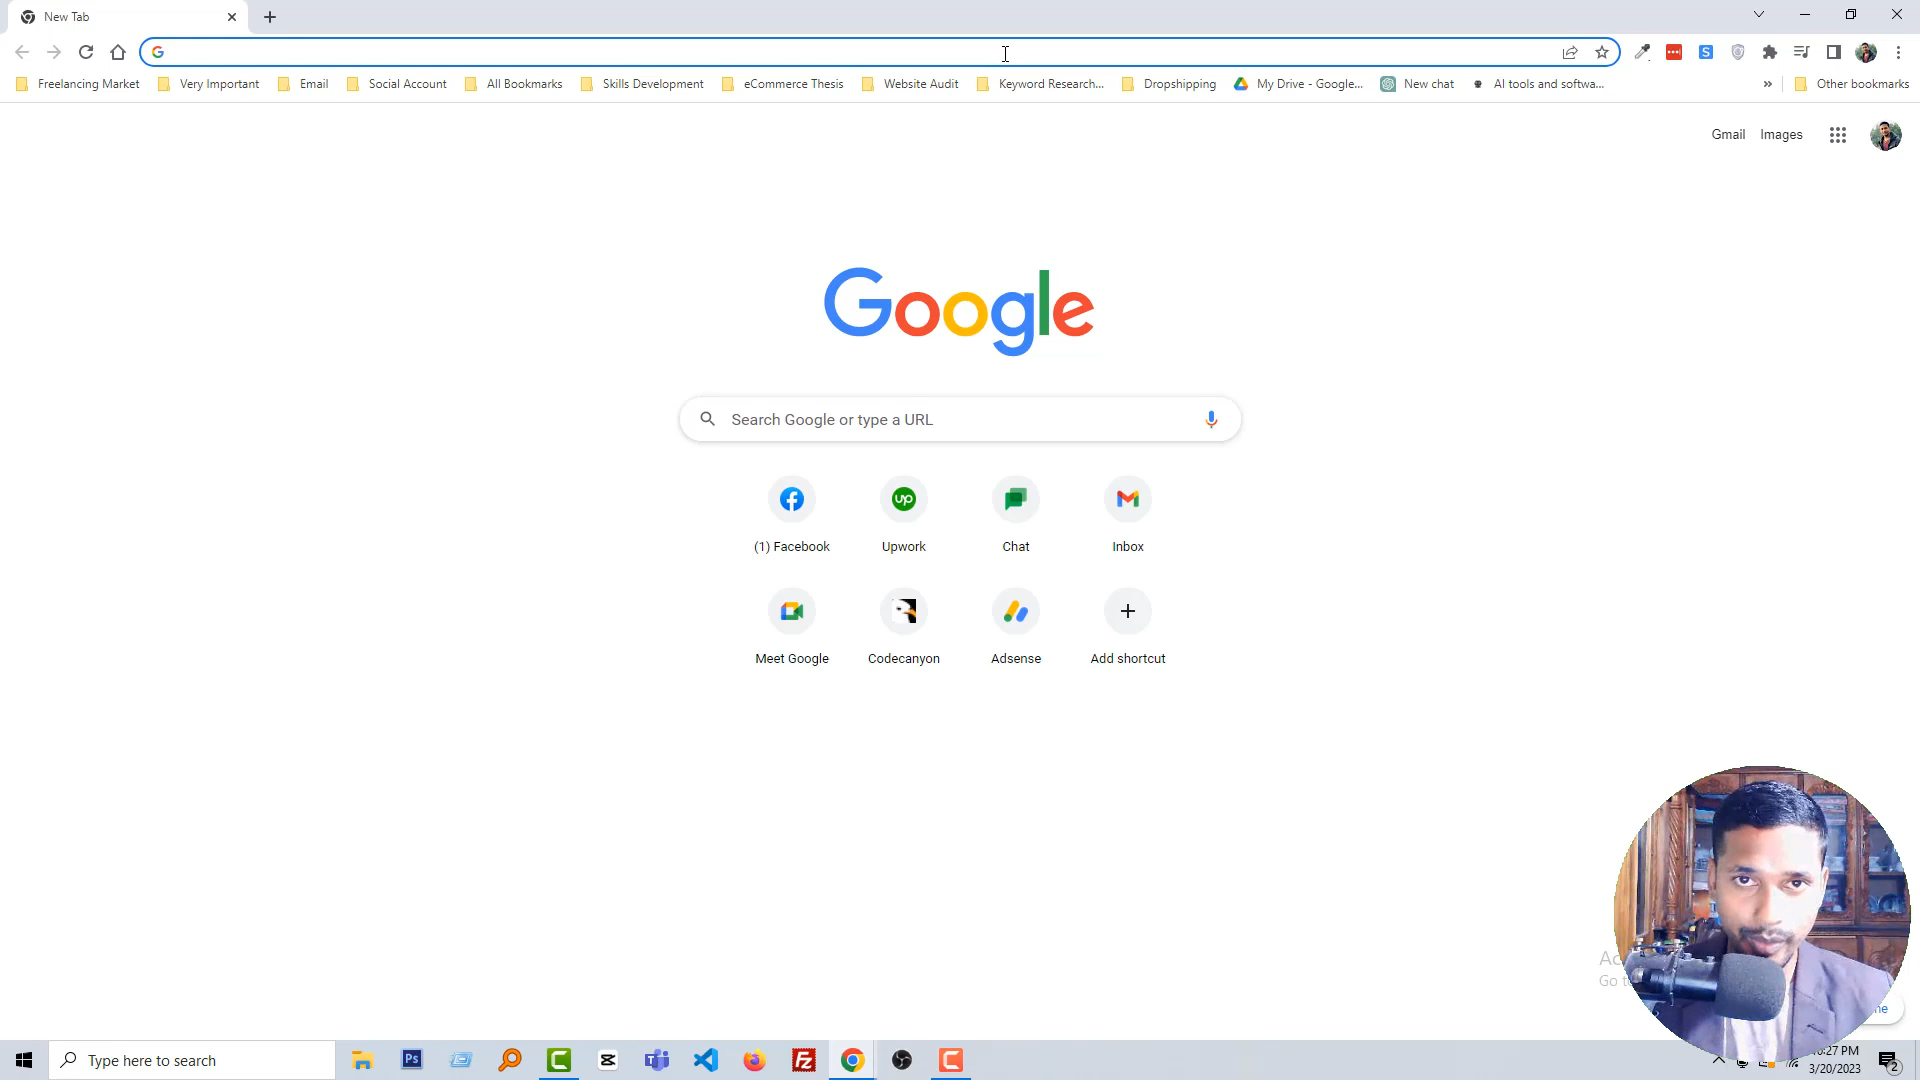 New Tab
Freelancing Market
Very Important
Email
Social Account
All Bookmarks
Skills Development
eCommerce Thesis
Website Audit
Keyword Research...
Dropshipping
My Drive - Google...
New chat
AI tools and softwa...
»
Other bookmarks
Gmail
Images
Google
Search Google or type a URL
(1) Facebook
Upwork
Chat
Inbox
Meet Google
Codecanyon
Adsense
Add shortcut
Type here to search
:27 PM
3/20/2023
2